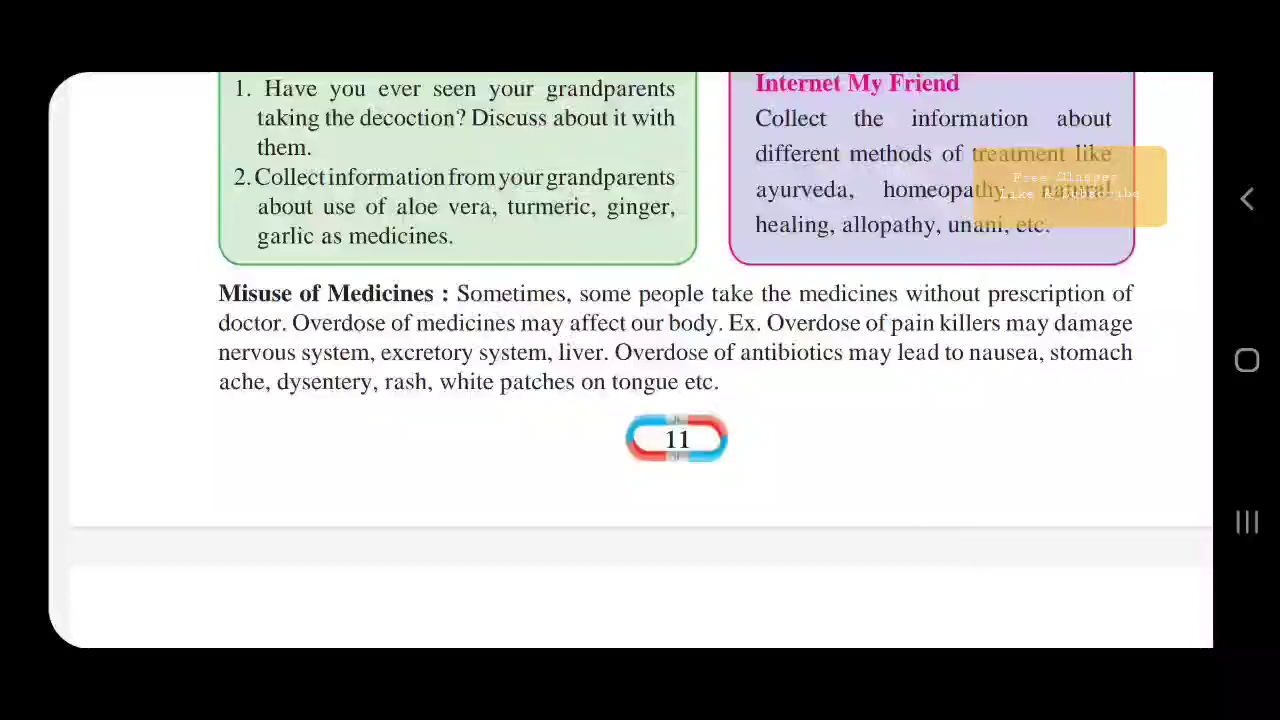 1. Have you ever seen your grandparents
taking the decoction? Discuss about it with
them.
2. Collect information from your grandparents
about use of aloe vera, turmeric, ginger,
garlic as medicines.
Internet My Friend
Collect the information about
different methods of treatment like
ayurveda, homeopathy, natural
healing, allopathy, unani, etc.
Free Classes
Like & Subscribe
Misuse of Medicines : Sometimes, some people take the medicines without prescription of
doctor. Overdose of medicines may affect our body. Ex. Overdose of pain killers may damage
nervous system, excretory system, liver. Overdose of antibiotics may lead to nausea, stomach
ache, dysentery, rash, white patches on tongue etc.
11